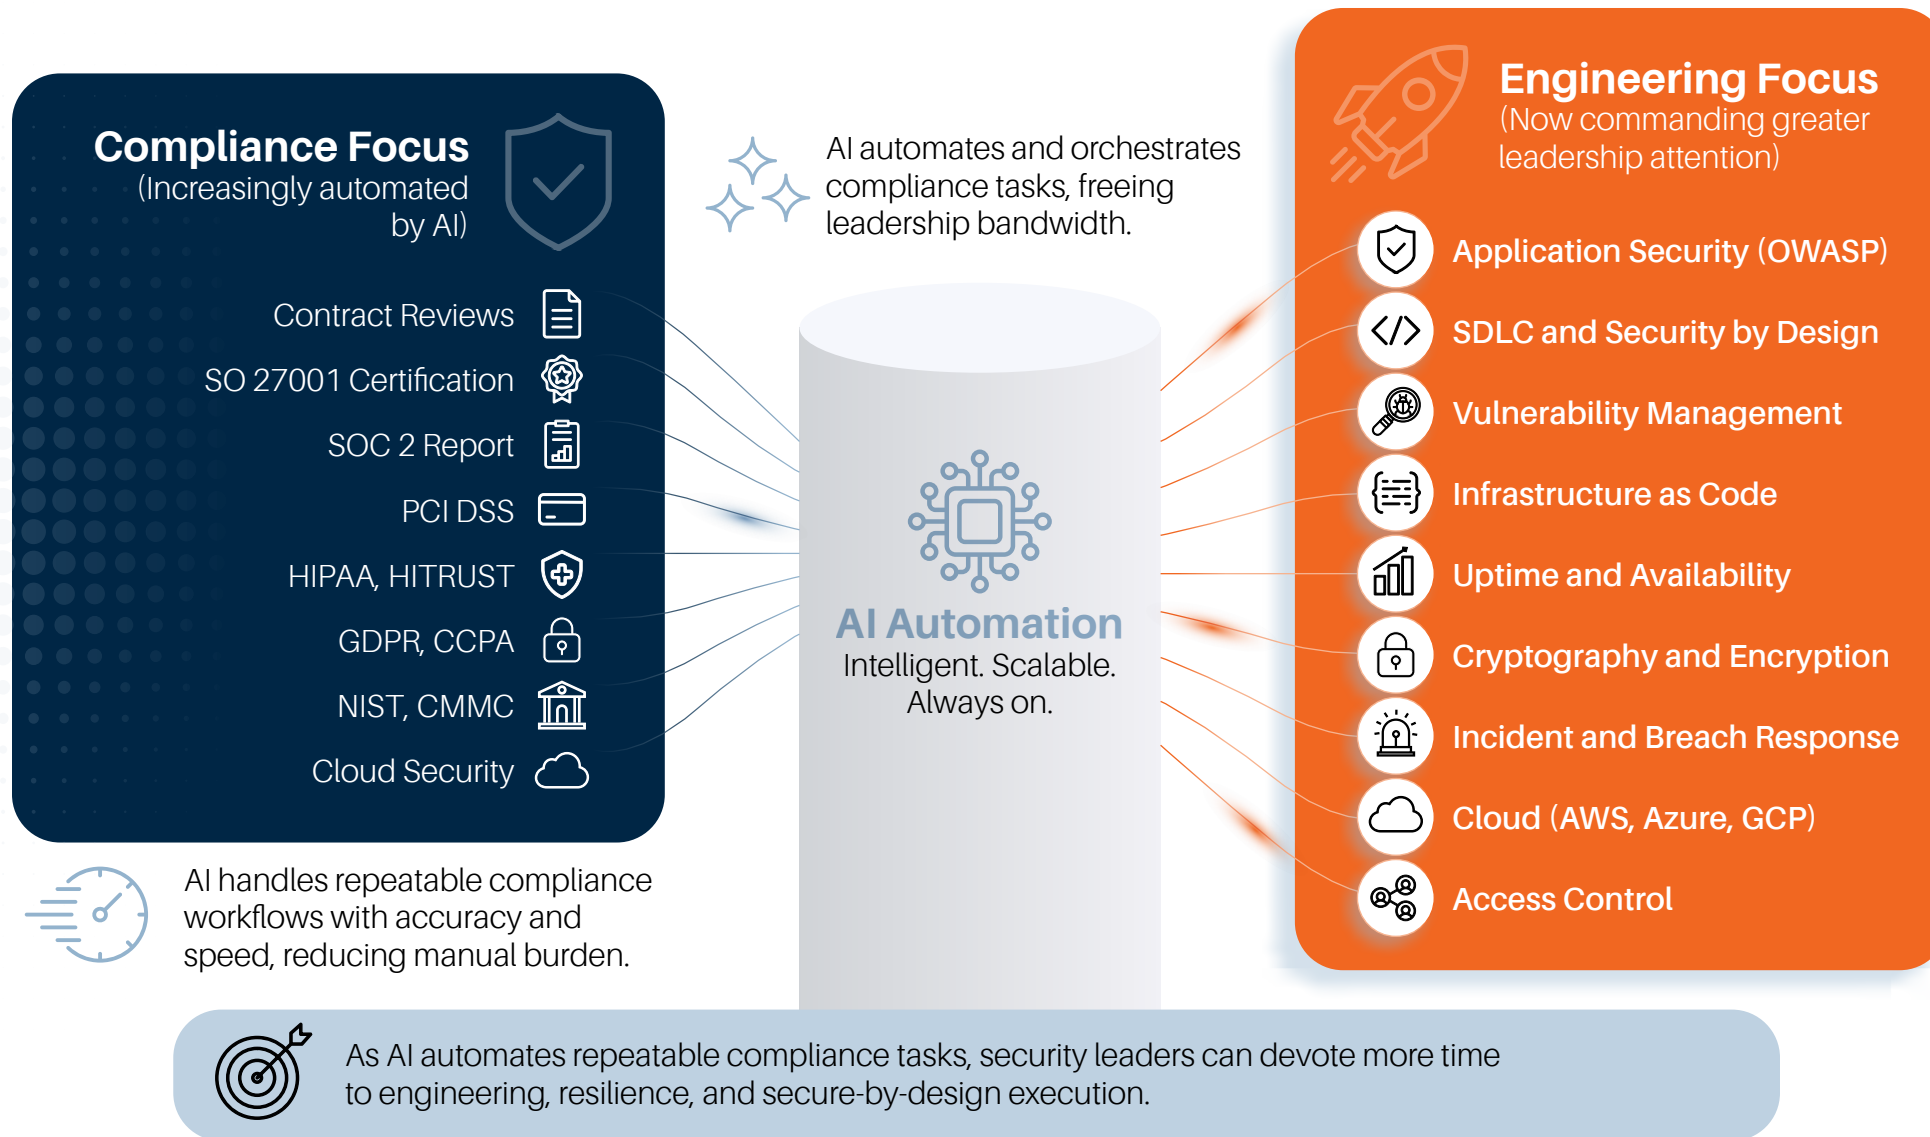 Compliance Focus
(Increasingly automated
by AI)
Contract Reviews
SO 27001 Certification
SOC 2 Report
PCI DSS
HIPAA, HITRUST
GDPR, CCPA
NIST, CMMC
Cloud Security
AI handles repeatable compliance
workflows with accuracy and
speed, reducing manual burden.
AI automates and orchestrates
compliance tasks, freeing
leadership bandwidth.
AI Automation
Intelligent. Scalable.
Always on.
Engineering Focus
(Now commanding greater
leadership attention)
Application Security (OWASP)
SDLC and Security by Design
Vulnerability Management
Infrastructure as Code
Uptime and Availability
Cryptography and Encryption
Incident and Breach Response
Cloud (AWS, Azure, GCP)
Access Control
As AI automates repeatable compliance tasks, security leaders can devote more time
to engineering, resilience, and secure-by-design execution.